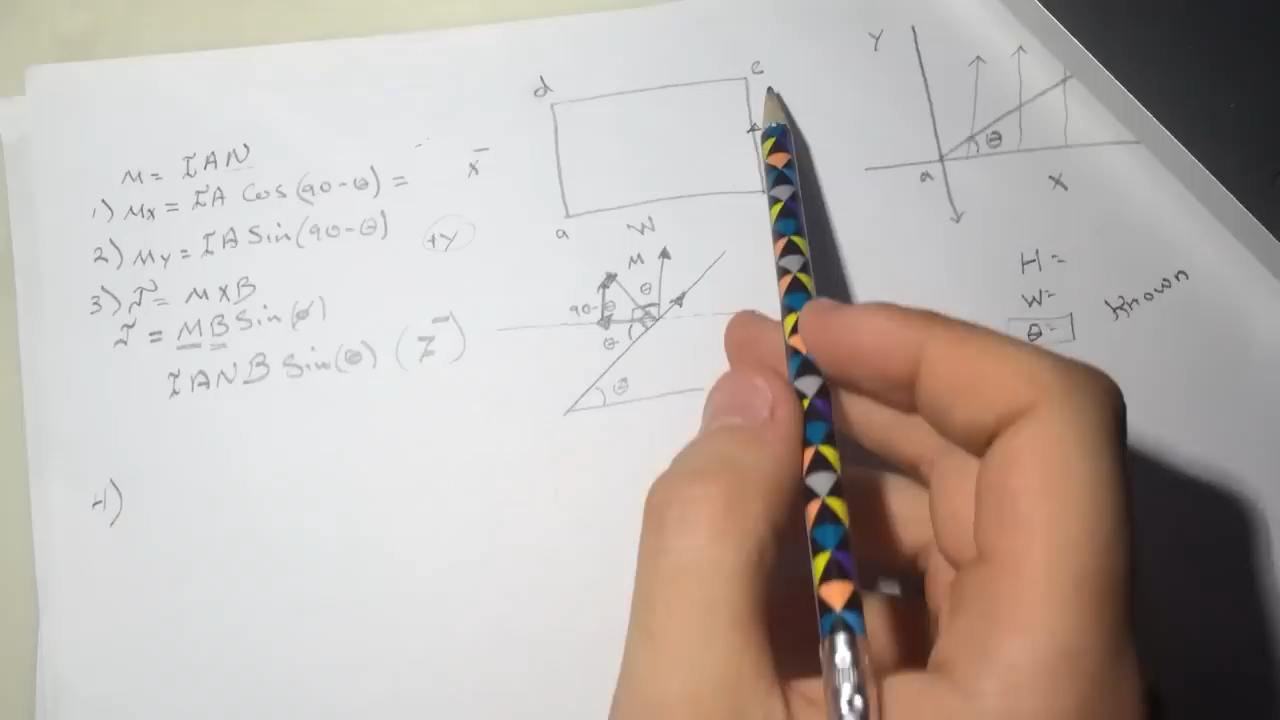 M = IAN
1) Mx = IA Cos(90-θ) = x̄
2) My = IA Sin(90-θ) +y
3) τ = M×B
τ = MB Sin(ø)
IANB Sin(θ) (z̄)
4)
d
c
a
W
M
θ
90-θ
θ
θ
Y
θ
a
X
H=
W=
θ=
Known